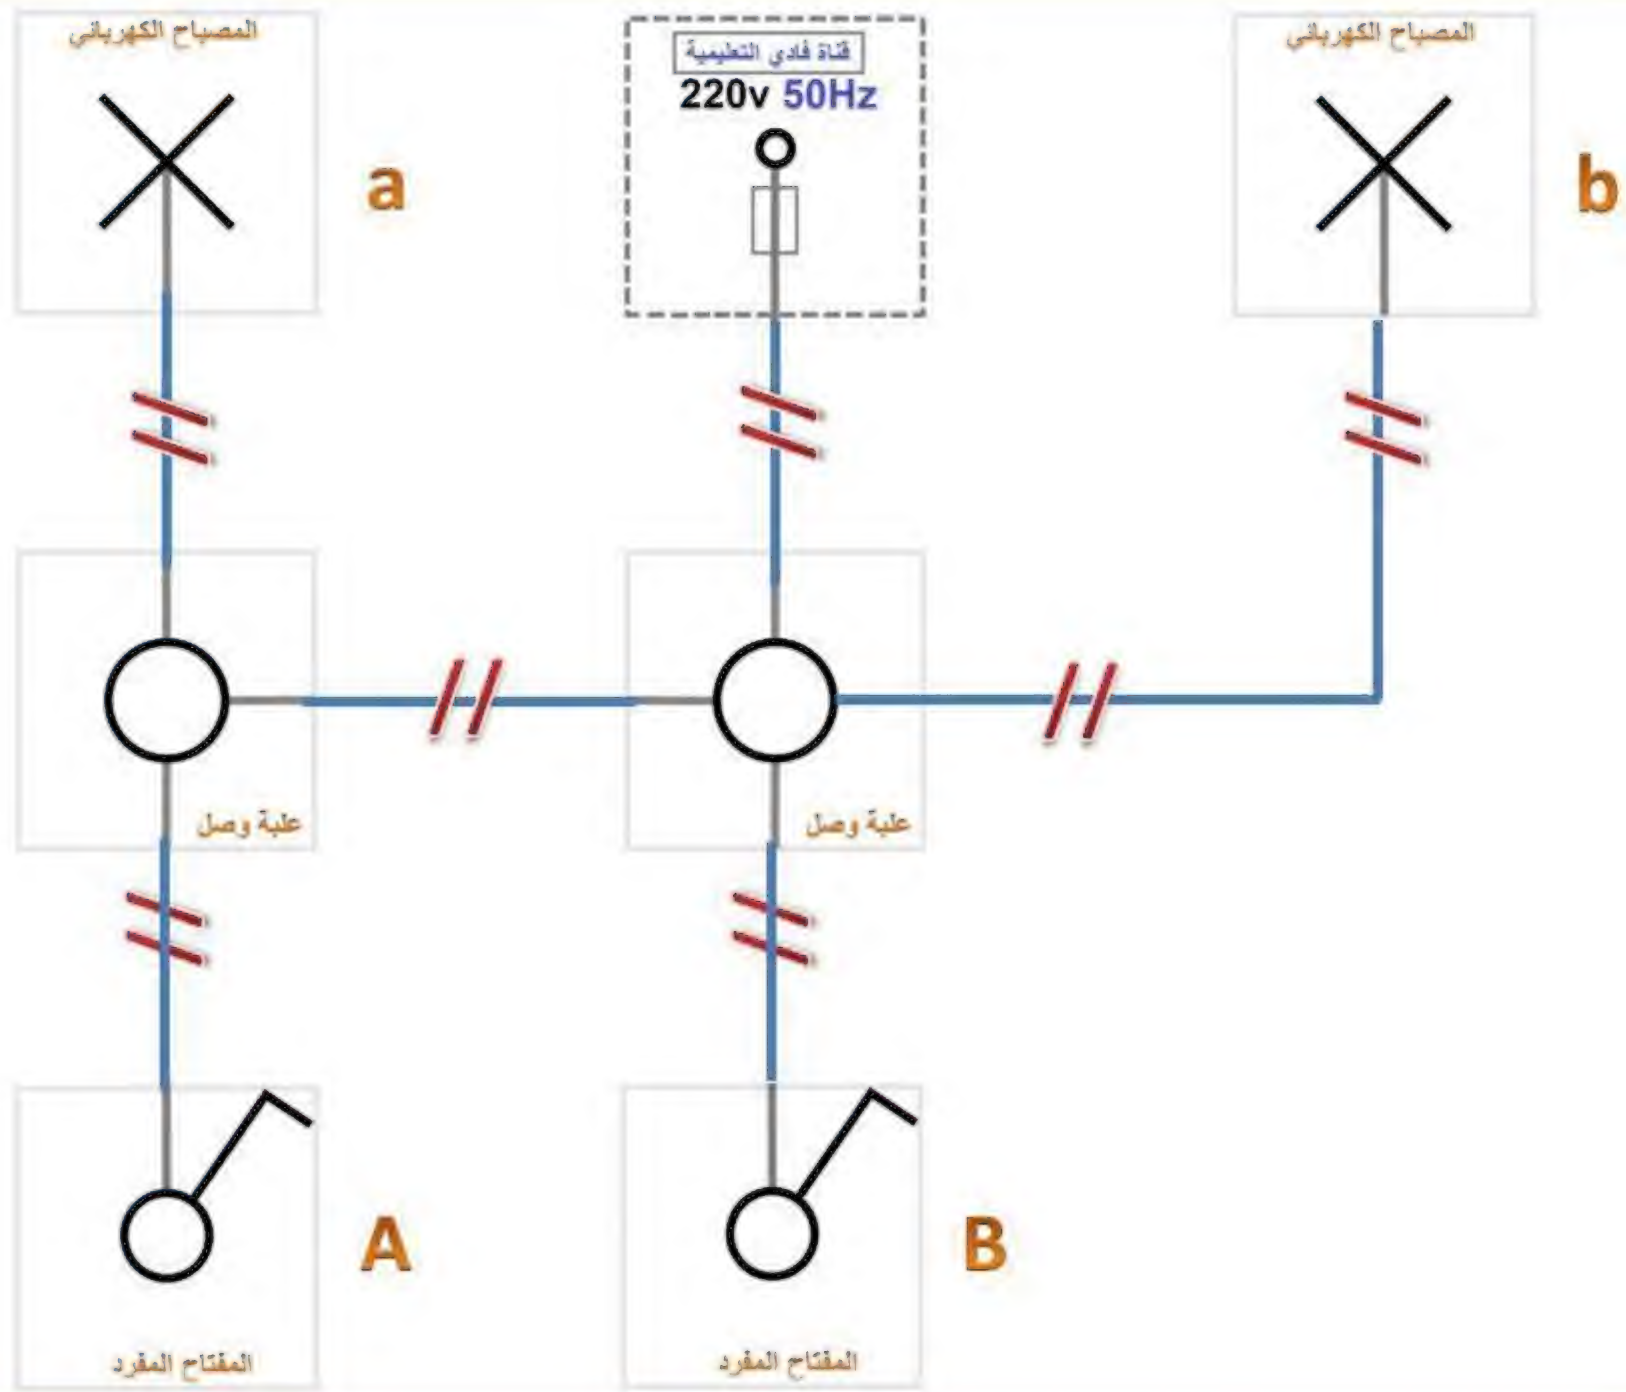 المصباح الكهربائي
قناة فادي التعليمية
220v 50Hz
المصباح الكهربائي
a
b
علبة وصل
علبة وصل
A
B
المفتاح المفرد
المفتاح المفرد